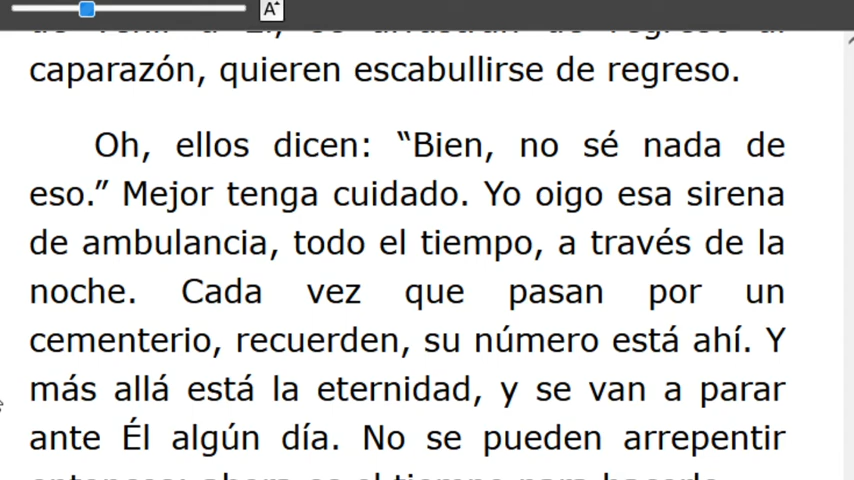 A
caparazón, quieren escabullirse de regreso.
Oh, ellos dicen: “Bien, no sé nada de
eso.” Mejor tenga cuidado. Yo oigo esa sirena
de ambulancia, todo el tiempo, a través de la
noche. Cada vez que pasan por un
cementerio, recuerden, su número está ahí. Y
más allá está la eternidad, y se van a parar
ante Él algún día. No se pueden arrepentir